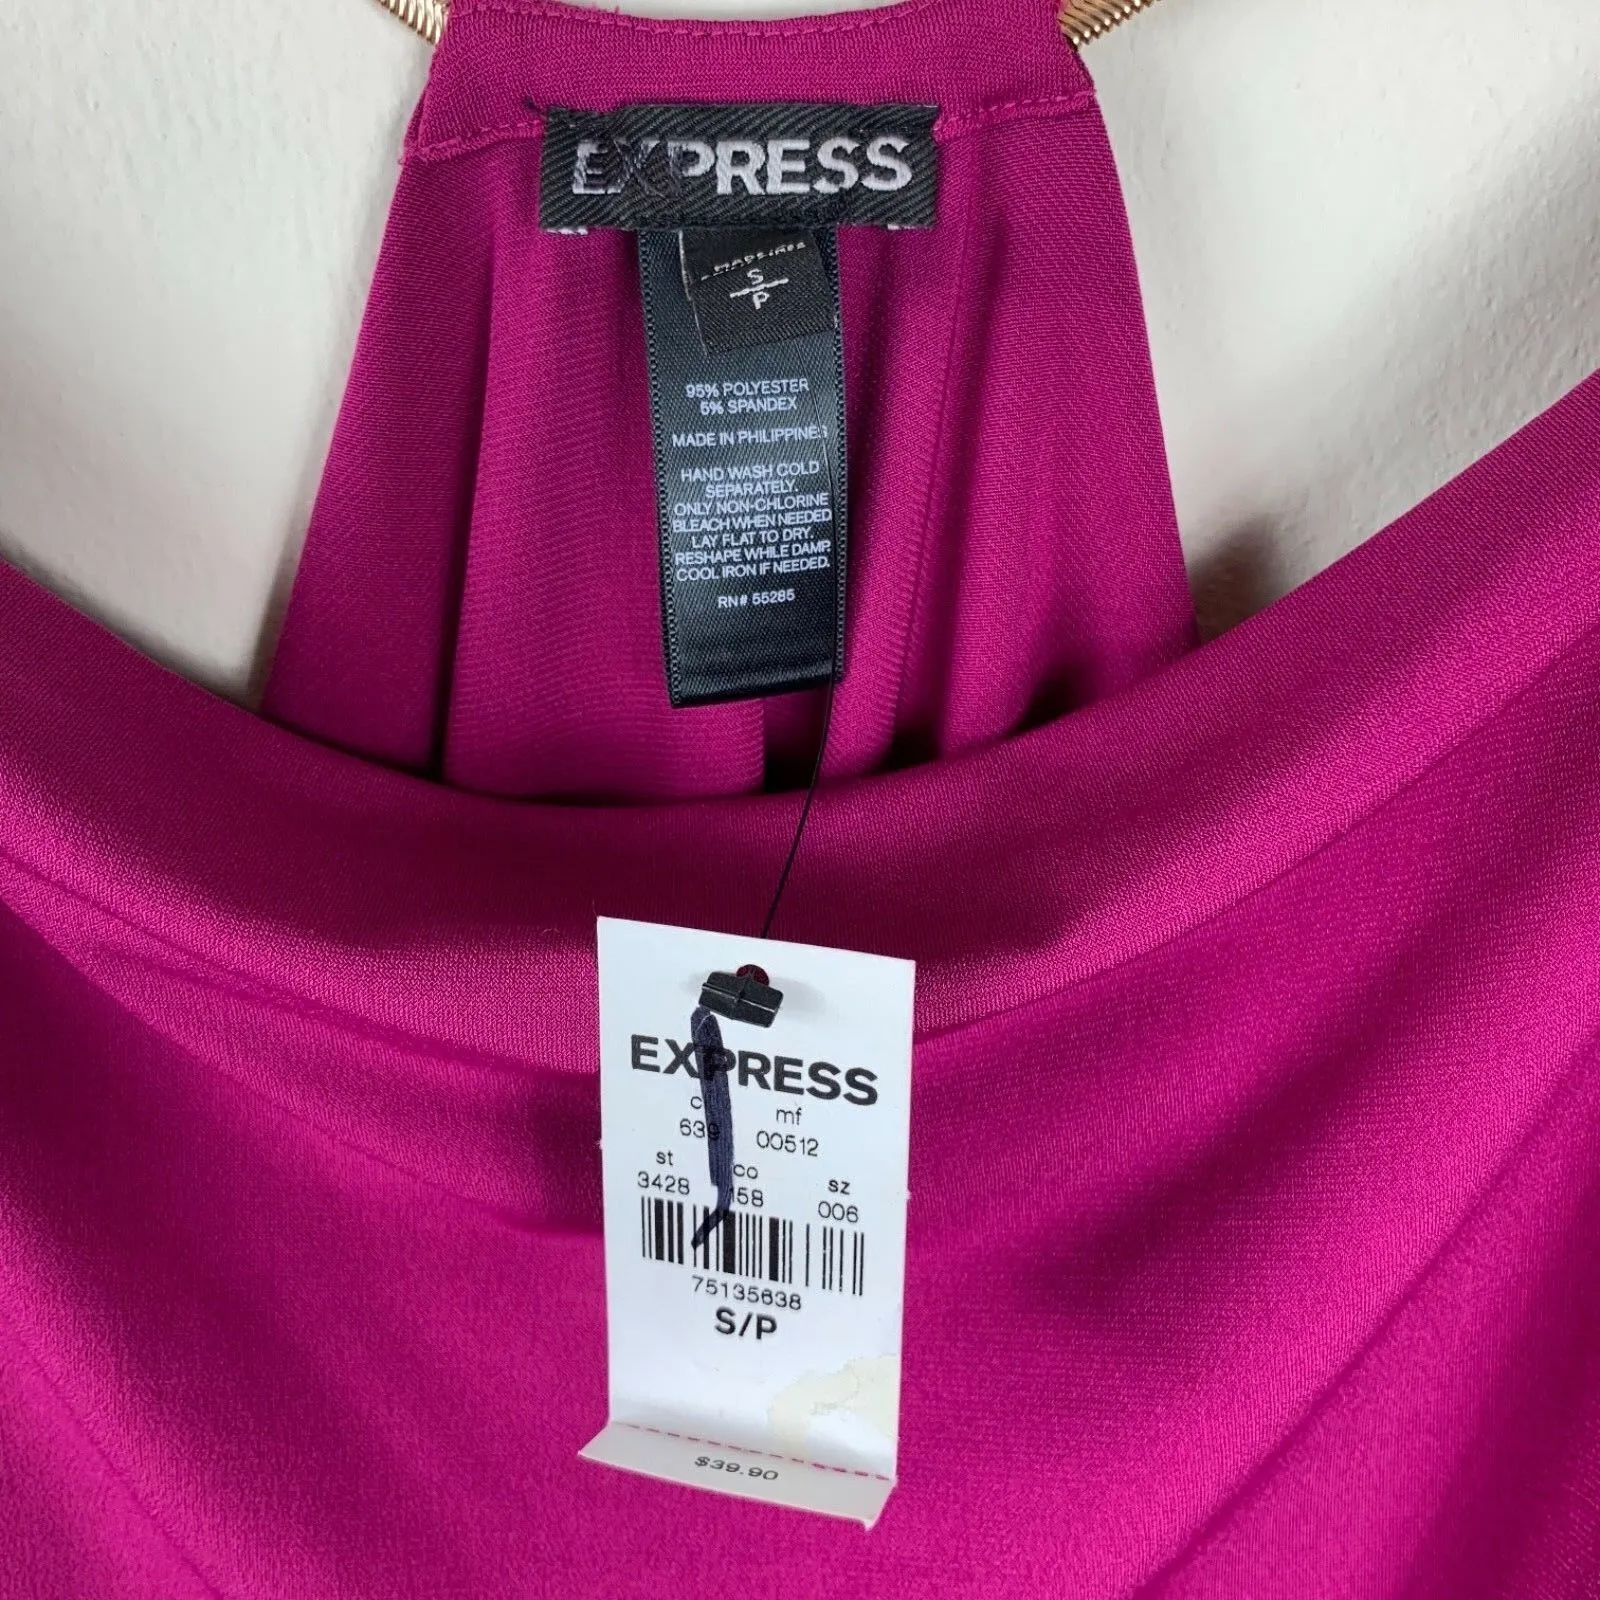 EXPRESS
S
P
95% POLYESTER
5% SPANDEX
MADE IN PHILIPPINES
HAND WASH COLD
SEPARATELY.
ONLY NON-CHLORINE
BLEACH WHEN NEEDED
LAY FLAT TO DRY.
RESHAPE WHILE DAMP.
COOL IRON IF NEEDED.
RN# 55285
EXPRESS
mf
639 00512
st co sz
3428 158 006
75135638
S/P
$39.90